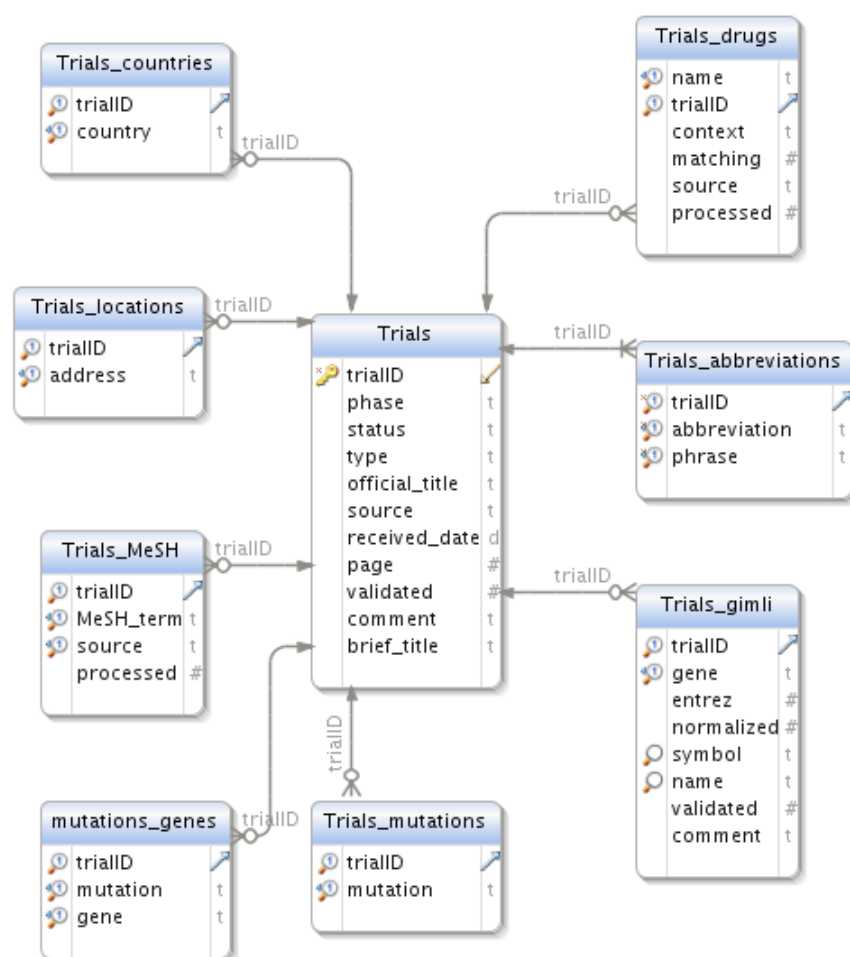 Trials_countries
trialID
country t
trialID
Trials_drugs
name t
trialID
context t
matching #
source t
processed #
trialID
Trials_locations
trialID
address t
trialID
Trials
trialID
phase t
status t
type t
official_title t
source t
received_date d
page #
validated #
comment t
brief_title t
trialID
Trials_abbreviations
trialID
abbreviation t
phrase t
Trials_MeSH
trialID
MeSH_term t
source t
processed #
trialID
trialID
Trials_gimli
trialID
gene t
entrez #
normalized #
symbol t
name t
validated #
comment t
mutations_genes
trialID
mutation t
gene t
trialID
trialID
Trials_mutations
trialID
mutation t